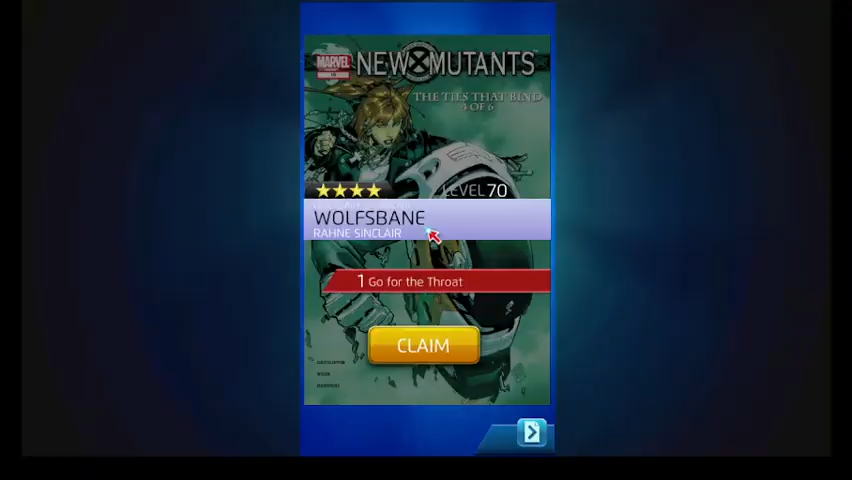 MARVEL
NEW MUTANTS
THE TIES THAT BIND
4 OF 6
LEVEL 70
WOLFSBANE
RAHNE SINCLAIR
1 Go for the Throat
CLAIM